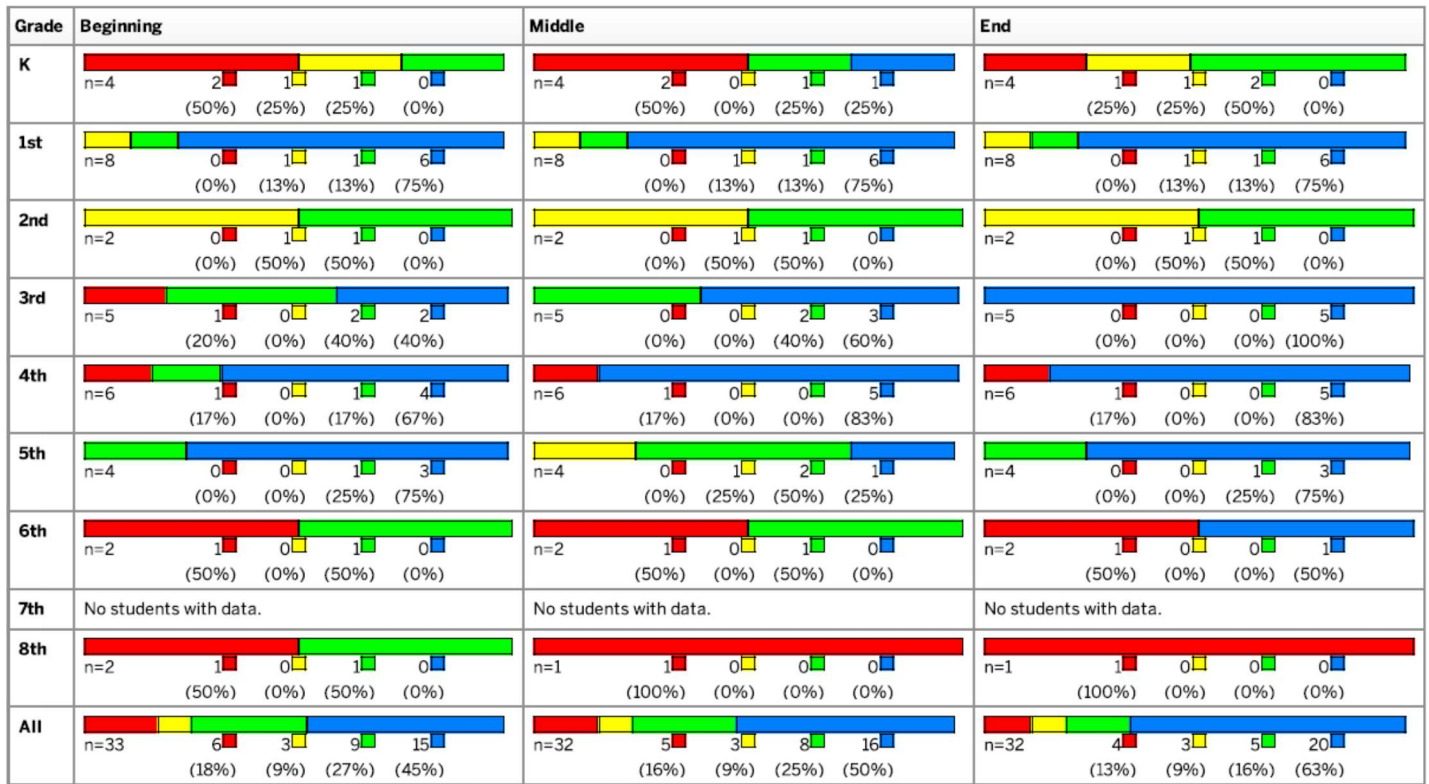 Grade Beginning Middle End
K
n=4 2 1 1 0 n=4 2 0 1 1 n=4 1 1 2 0
(50%) (25%) (25%) (0%) (50%) (0%) (25%) (25%) (25%) (25%) (50%) (0%)
1st
n=8 0 1 1 6 n=8 0 1 1 6 n=8 0 1 1 6
(0%) (13%) (13%) (75%) (0%) (13%) (13%) (75%) (0%) (13%) (13%) (75%)
2nd
n=2 0 1 1 0 n=2 0 1 1 0 n=2 0 1 1 0
(0%) (50%) (50%) (0%) (0%) (50%) (50%) (0%) (0%) (50%) (50%) (0%)
3rd
n=5 1 0 2 2 n=5 0 0 2 3 n=5 0 0 0 5
(20%) (0%) (40%) (40%) (0%) (0%) (40%) (60%) (0%) (0%) (0%) (100%)
4th
n=6 1 0 1 4 n=6 1 0 0 5 n=6 1 0 0 5
(17%) (0%) (17%) (67%) (17%) (0%) (0%) (83%) (17%) (0%) (0%) (83%)
5th
n=4 0 0 1 3 n=4 0 1 2 1 n=4 0 0 1 3
(0%) (0%) (25%) (75%) (0%) (25%) (50%) (25%) (0%) (0%) (25%) (75%)
6th
n=2 1 0 1 0 n=2 1 0 1 0 n=2 1 0 0 1
(50%) (0%) (50%) (0%) (50%) (0%) (50%) (0%) (50%) (0%) (0%) (50%)
7th No students with data. No students with data. No students with data.
8th
n=2 1 0 1 0 n=1 1 0 0 0 n=1 1 0 0 0
(50%) (0%) (50%) (0%) (100%) (0%) (0%) (0%) (100%) (0%) (0%) (0%)
All
n=33 6 3 9 15 n=32 5 3 8 16 n=32 4 3 5 20
(18%) (9%) (27%) (45%) (16%) (9%) (25%) (50%) (13%) (9%) (16%) (63%)